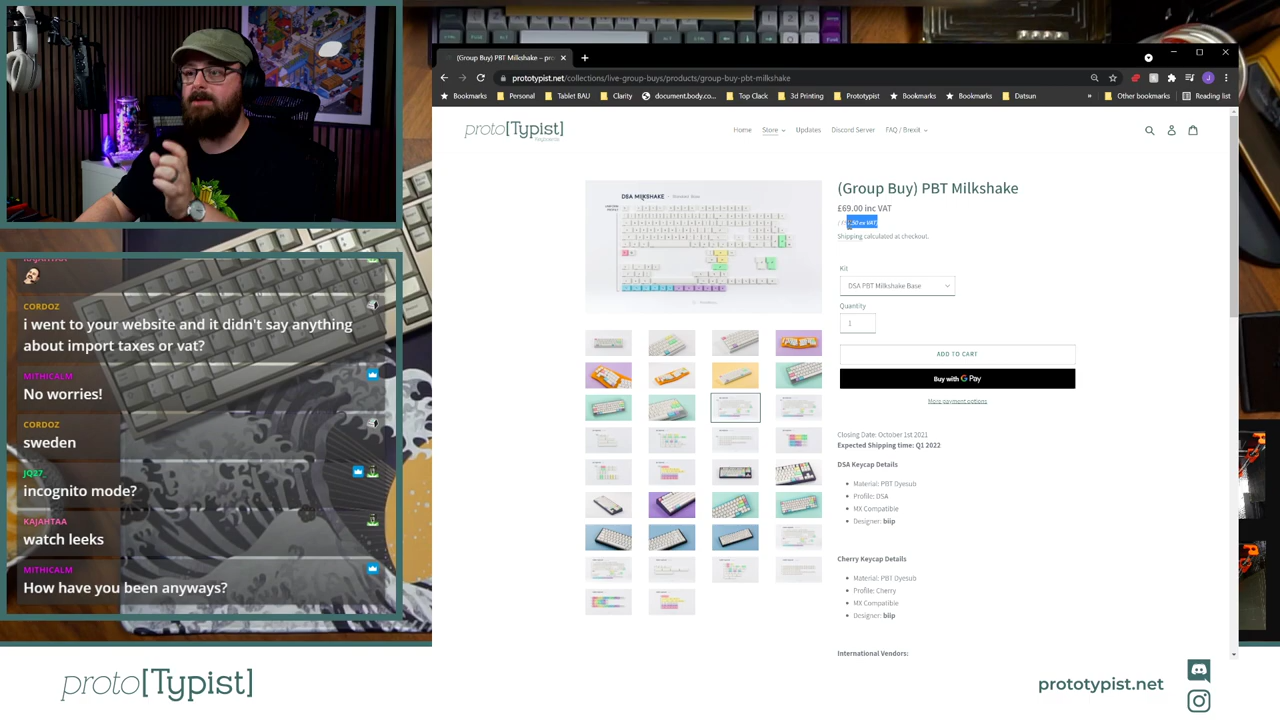 CORDOZ
i went to your website and it didn't say anything
about import taxes or vat?
MITHICALM
No worries!
CORDOZ
sweden
JQ27_
incognito mode?
KAJAHTAA
watch leeks
MITHICALM
How have you been anyways?
proto[Typist]
(Group Buy) PBT Milkshake – pro
prototypist.net/collections/live-group-buys/products/group-buy-pbt-milkshake
Bookmarks Personal Tablet BAU Clarity document.body.co... Top Clack 3d Printing Prototypist Bookmarks Bookmarks Datsun » Other bookmarks Reading list
proto[Typist]
Keyboards
Home Store Updates Discord Server FAQ / Brexit
DSA MILKSHAKE
(Group Buy) PBT Milkshake
£69.00 inc VAT
.50 ex VAT)
Shipping calculated at checkout.
Kit
DSA PBT Milkshake Base
Quantity
1
ADD TO CART
Buy with G Pay
More payment options
Closing Date: October 1st 2021
Expected Shipping time: Q1 2022
DSA Keycap Details
Material: PBT Dyesub
Profile: DSA
MX Compatible
Designer: biip
Cherry Keycap Details
Material: PBT Dyesub
Profile: Cherry
MX Compatible
Designer: biip
International Vendors:
prototypist.net